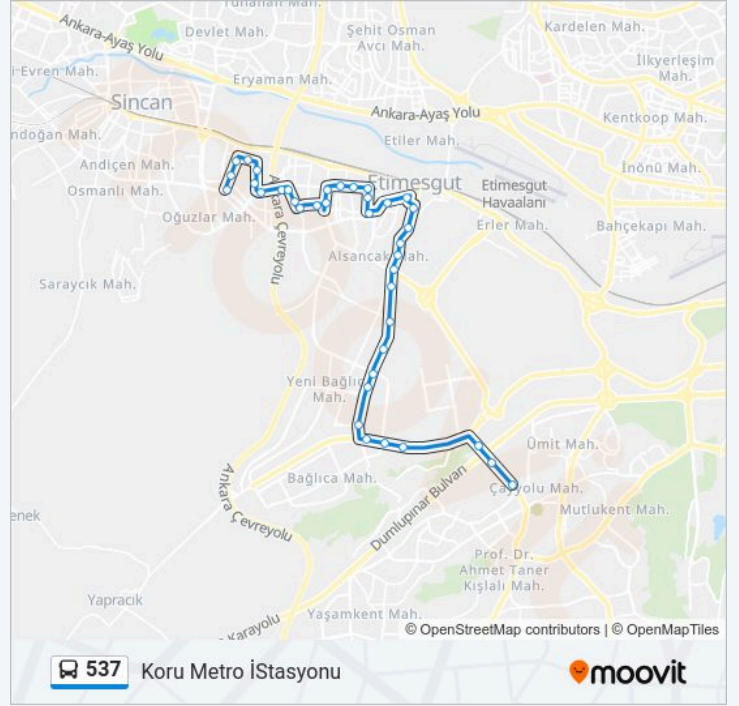 Ankara-Ayaş Yolu
Devlet Mah.
Şehit Osman
Avcı Mah.
Kardelen Mah.
İlkyerleşim
Mah.
i-Evren Mah.
Eryaman Mah.
Sincan
Ankara-Ayaş Yolu
Kentkoop Mah.
ndoğan Mah.
Etiler Mah.
Andiçen Mah.
İnönü Mah.
Osmanlı Mah.
Etimesgut
Etimesgut
Havaalanı
Oğuzlar Mah.
Ankara Çevreyolu
Erler Mah.
Bahçekapı Mah.
Alsancak Mah.
Saraycık Mah.
Yeni Bağlıca
Mah.
Ümit Mah.
Bağlıca Mah.
Dumlupınar Bulvarı
Çayyolu Mah.
Mutlukent Mah.
Ankara Çevreyolu
enek
Prof. Dr.
Ahmet Taner
Kışlalı Mah.
Yapracık
Yaşamkent Mah.
Karayolu
© OpenStreetMap contributors | © OpenMapTiles
537 Koru Metro İStasyonu
moovit